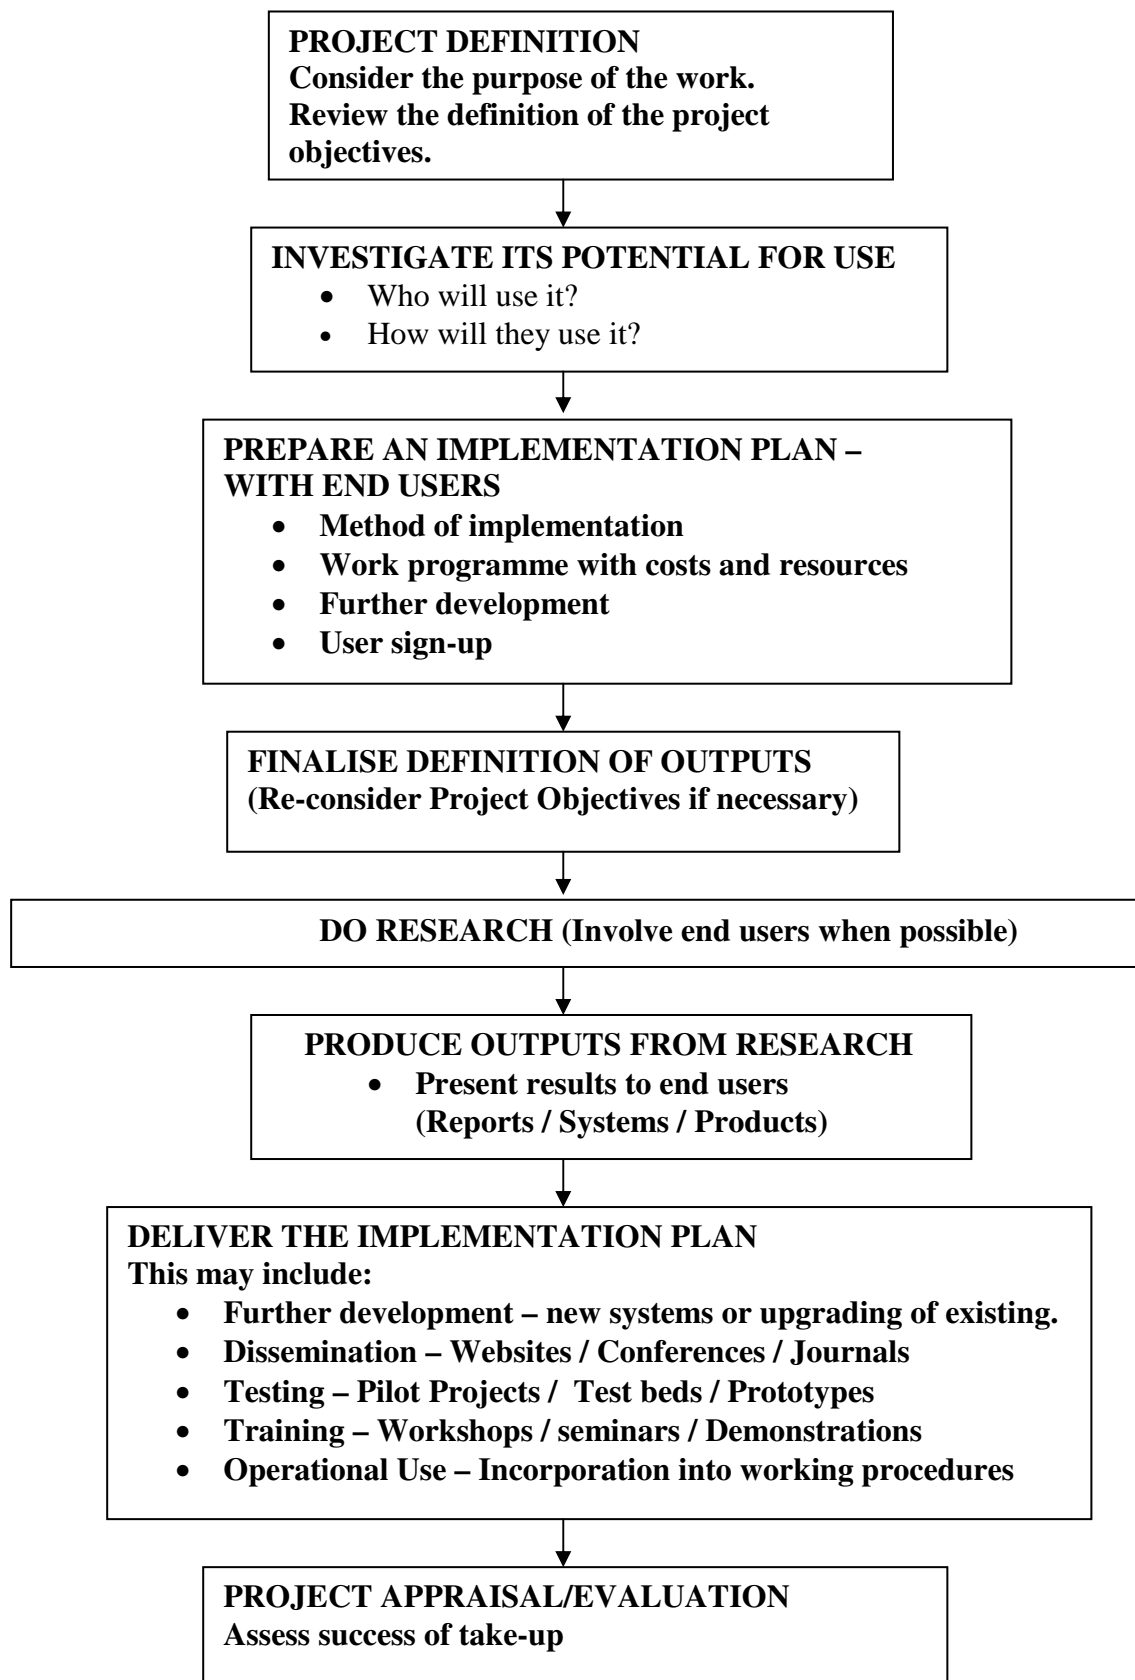 PROJECT DEFINITION
Consider the purpose of the work.
Review the definition of the project
objectives.
INVESTIGATE ITS POTENTIAL FOR USE
• Who will use it?
• How will they use it?
PREPARE AN IMPLEMENTATION PLAN –
WITH END USERS
• Method of implementation
• Work programme with costs and resources
• Further development
• User sign-up
FINALISE DEFINITION OF OUTPUTS
(Re-consider Project Objectives if necessary)
DO RESEARCH (Involve end users when possible)
PRODUCE OUTPUTS FROM RESEARCH
• Present results to end users
(Reports / Systems / Products)
DELIVER THE IMPLEMENTATION PLAN
This may include:
• Further development – new systems or upgrading of existing.
• Dissemination – Websites / Conferences / Journals
• Testing – Pilot Projects / Test beds / Prototypes
• Training – Workshops / seminars / Demonstrations
• Operational Use – Incorporation into working procedures
PROJECT APPRAISAL/EVALUATION
Assess success of take-up